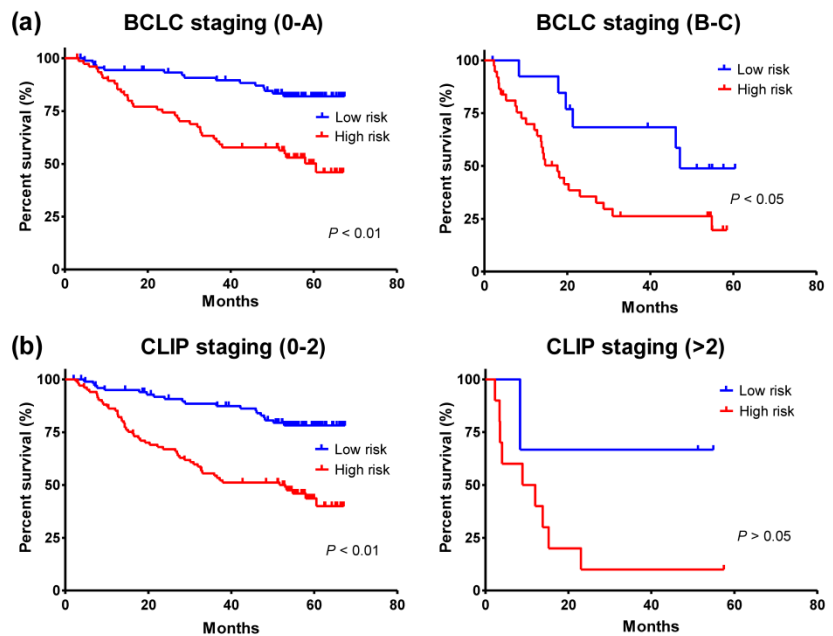 (a)
BCLC staging (0-A)
Percent survival (%)
100
75
50
25
0
0 20 40 60 80
Months
Low risk
High risk
P < 0.01
BCLC staging (B-C)
Percent survival (%)
100
75
50
25
0
0 20 40 60 80
Months
Low risk
High risk
P < 0.05
(b)
CLIP staging (0-2)
Percent survival (%)
100
75
50
25
0
0 20 40 60 80
Months
Low risk
High risk
P < 0.01
CLIP staging (>2)
Percent survival (%)
100
75
50
25
0
0 20 40 60 80
Months
Low risk
High risk
P > 0.05